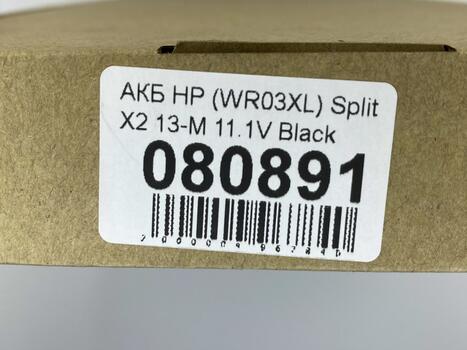 АКБ HP (WR03XL) Split
X2 13-M 11.1V Black
080891